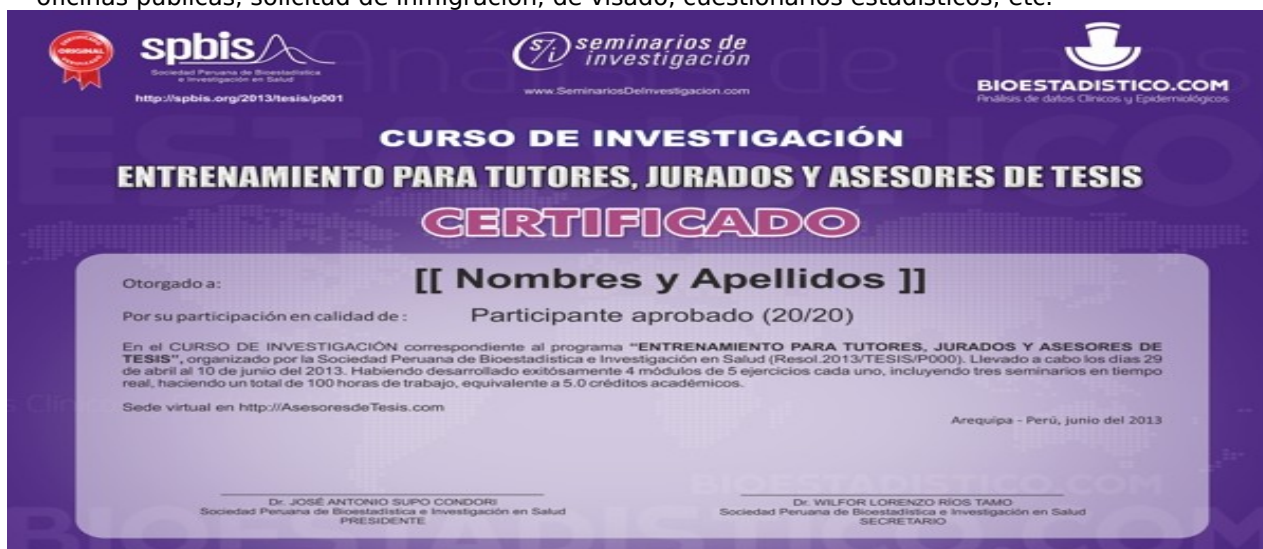 oficinas públicas, solicitud de inmigración, de visado, cuestionarios estadísticos, etc.
ORIGINAL
spbis
Sociedad Peruana de Bioestadística
e Investigación en Salud
http://spbis.org/2013/tesis/p001
seminarios de
investigación
www.SeminariosDeInvestigacion.com
BIOESTADISTICO.COM
Análisis de datos Clínicos y Epidemiológicos
CURSO DE INVESTIGACIÓN
ENTRENAMIENTO PARA TUTORES, JURADOS Y ASESORES DE TESIS
CERTIFICADO
Otorgado a: [[ Nombres y Apellidos ]]
Por su participación en calidad de : Participante aprobado (20/20)
En el CURSO DE INVESTIGACIÓN correspondiente al programa "ENTRENAMIENTO PARA TUTORES, JURADOS Y ASESORES DE
TESIS", organizado por la Sociedad Peruana de Bioestadística e Investigación en Salud (Resol.2013/TESIS/P000). Llevado a cabo los días 29
de abril al 10 de junio del 2013. Habiendo desarrollado exitósamente 4 módulos de 5 ejercicios cada uno, incluyendo tres seminarios en tiempo
real, haciendo un total de 100 horas de trabajo, equivalente a 5.0 créditos académicos.
Sede virtual en http://AsesoresdeTesis.com
Arequipa - Perú, junio del 2013
Dr. JOSÉ ANTONIO SUPO CONDORI
Sociedad Peruana de Bioestadística e Investigación en Salud
PRESIDENTE
Dr. WILFOR LORENZO RÍOS TAMO
Sociedad Peruana de Bioestadística e Investigación en Salud
SECRETARIO